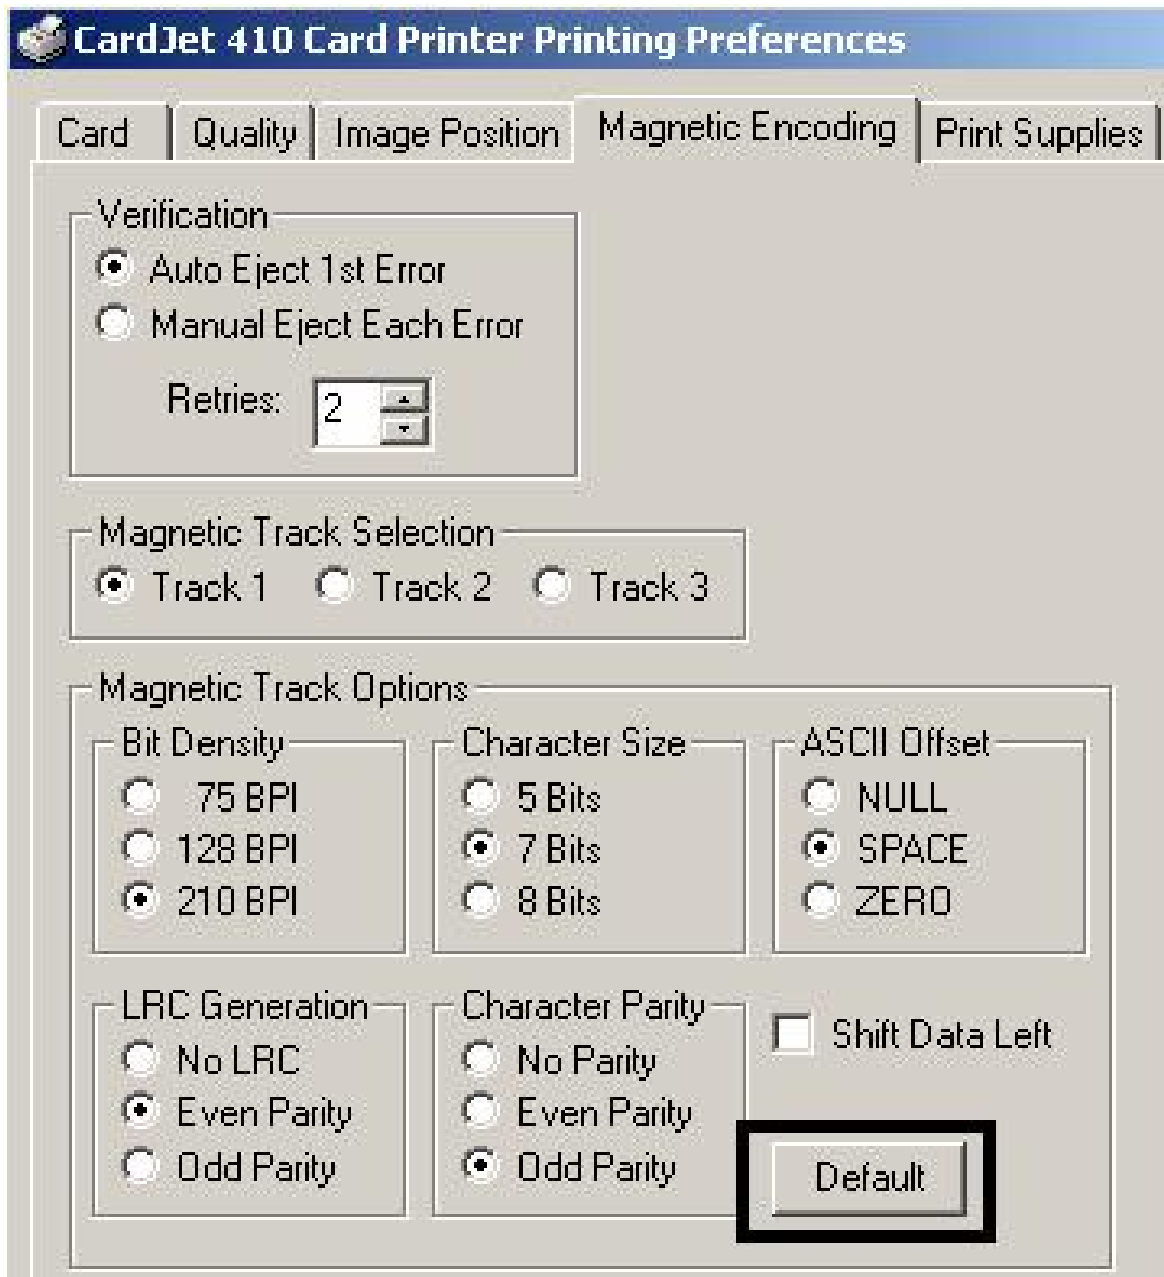 CardJet 410 Card Printer Printing Preferences
Card Quality Image Position Magnetic Encoding Print Supplies
Verification
Auto Eject 1st Error
Manual Eject Each Error
Retries: 2
Magnetic Track Selection
Track 1 Track 2 Track 3
Magnetic Track Options
Bit Density Character Size ASCII Offset
75 BPI 5 Bits NULL
128 BPI 7 Bits SPACE
210 BPI 8 Bits ZERO
LRC Generation Character Parity
No LRC No Parity Shift Data Left
Even Parity Even Parity
Odd Parity Odd Parity Default